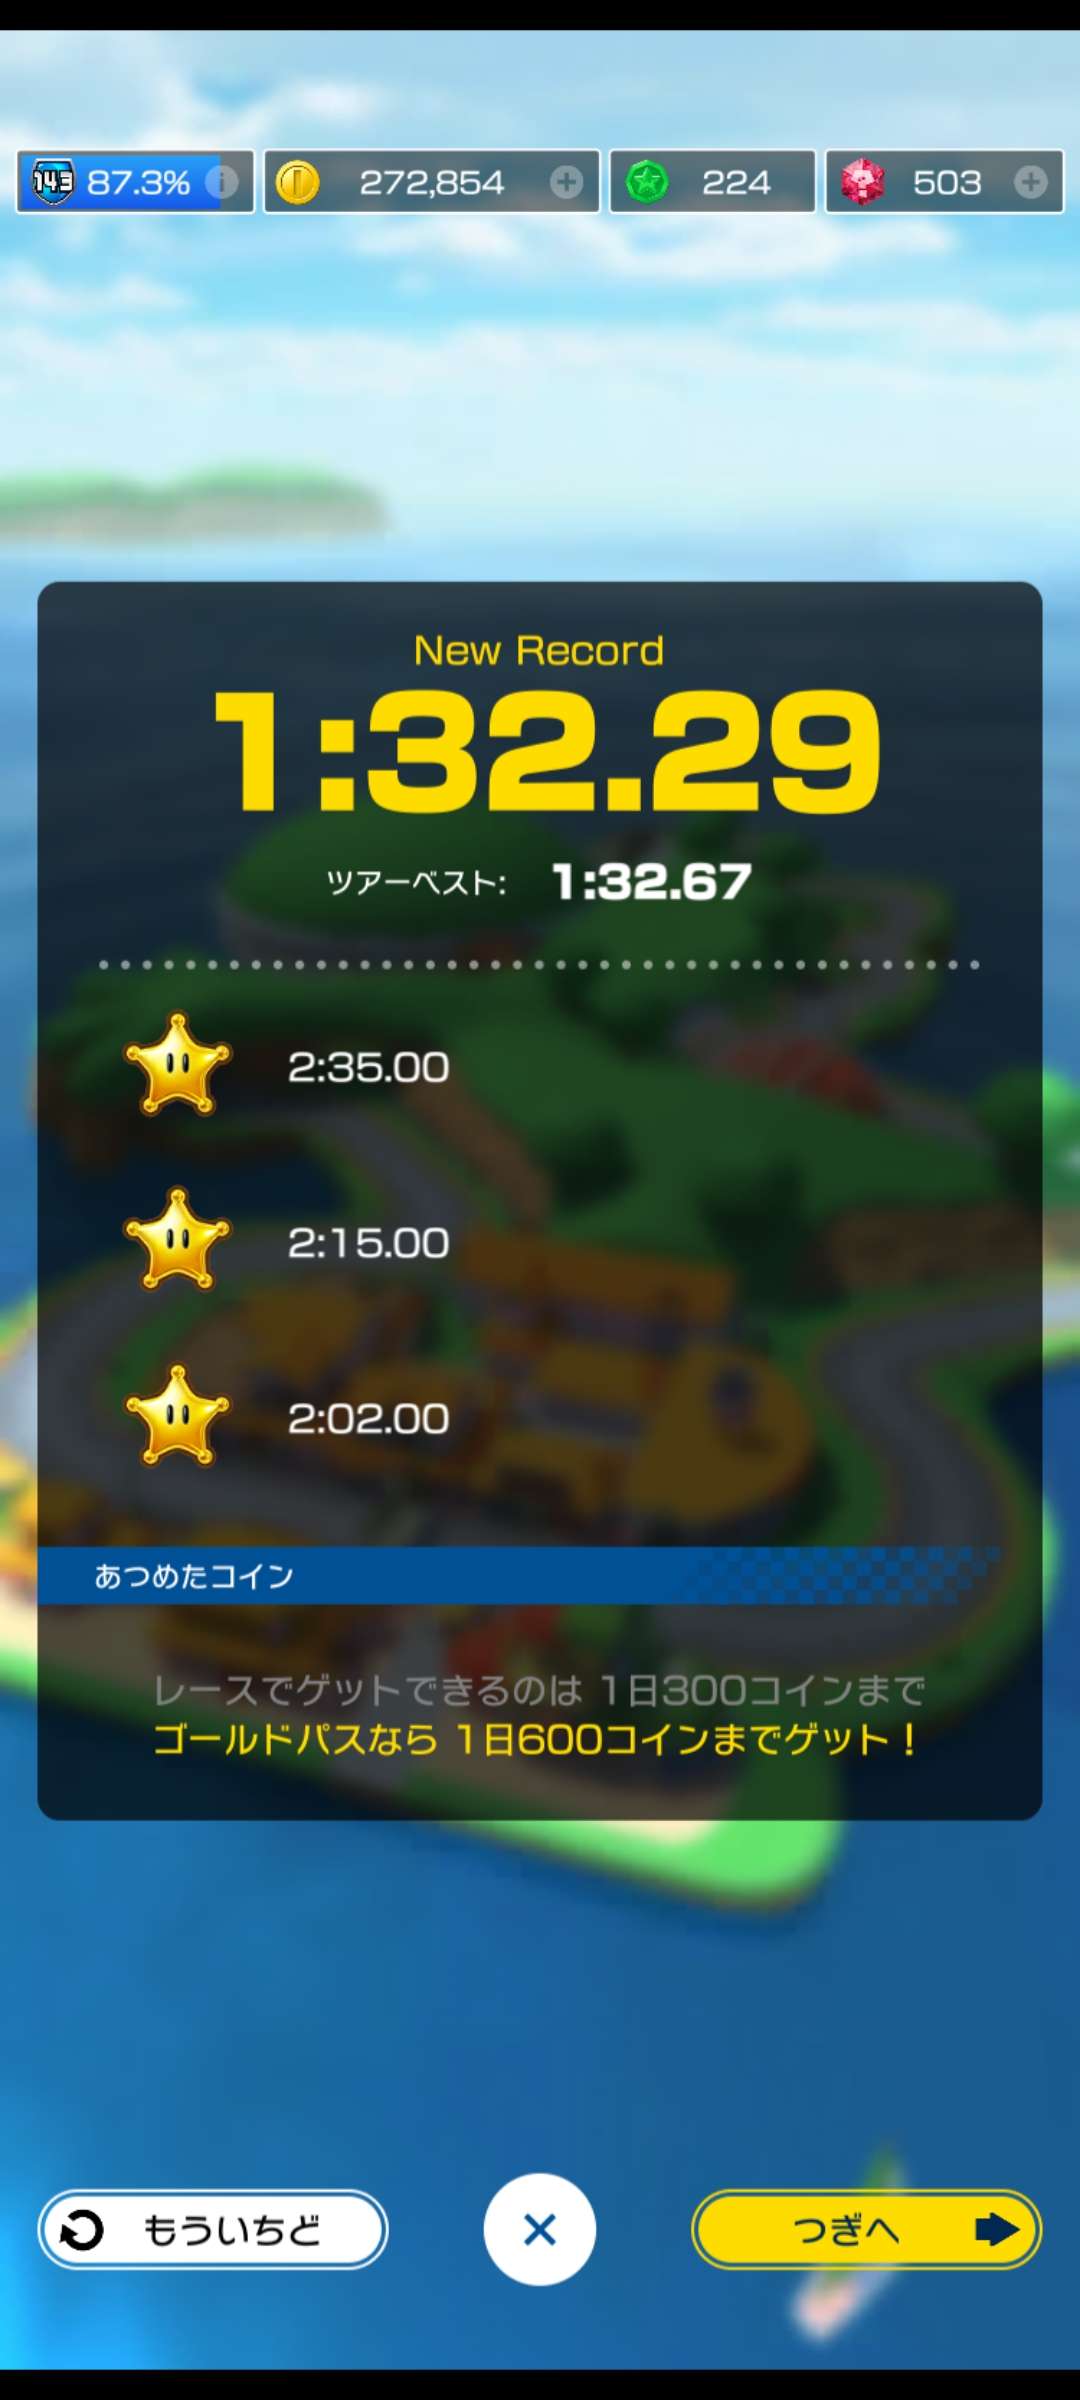 143 87.3% 272,854 224 503
New Record
1:32.29
ツアーベスト: 1:32.67
2:35.00
2:15.00
2:02.00
あつめたコイン
レースでゲットできるのは 1日300コインまで
ゴールドパスなら 1日600コインまでゲット！
もういちど × つぎへ